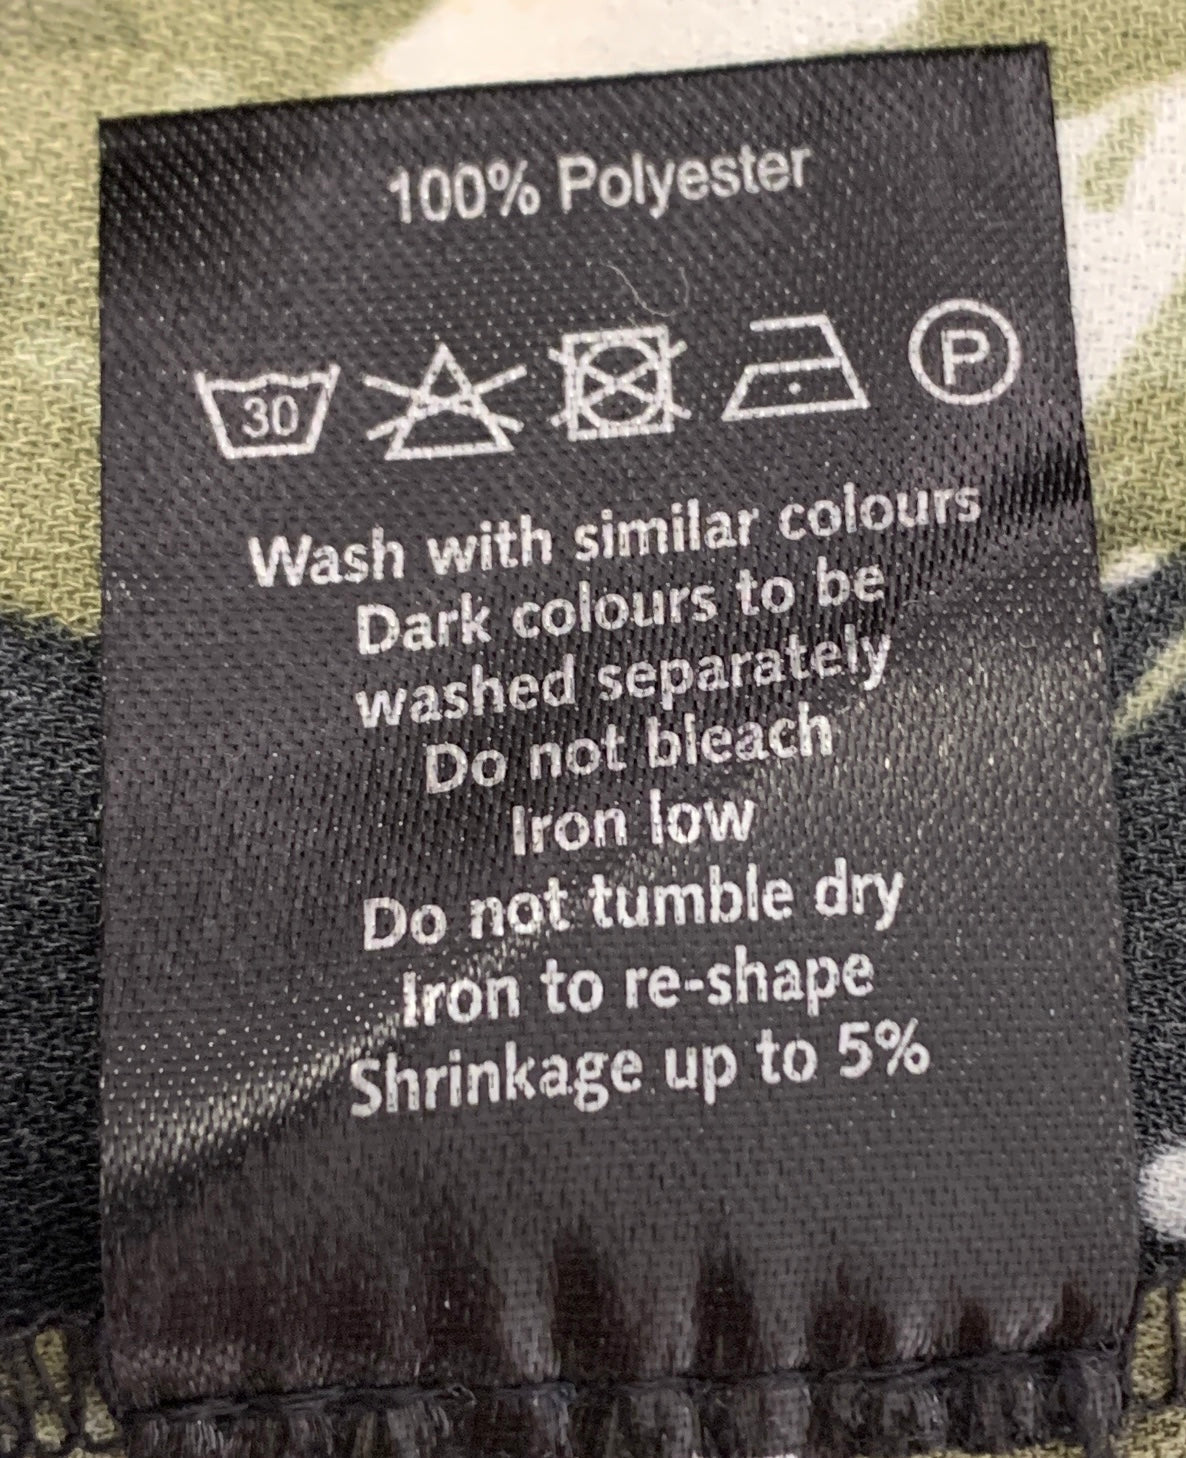 100% Polyester
30 P
Wash with similar colours
Dark colours to be
washed separately
Do not bleach
Iron low
Do not tumble dry
Iron to re-shape
Shrinkage up to 5%